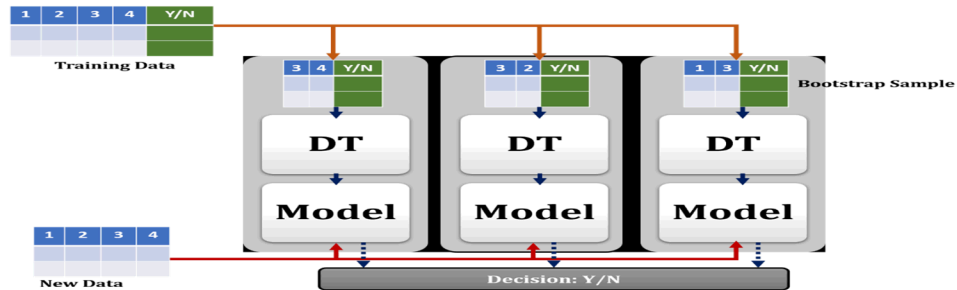 1 2 3 4 Y/N
Training Data
3 4 Y/N
3 2 Y/N
1 3 Y/N
Bootstrap Sample
DT
DT
DT
Model
Model
Model
1 2 3 4
New Data
Decision: Y/N